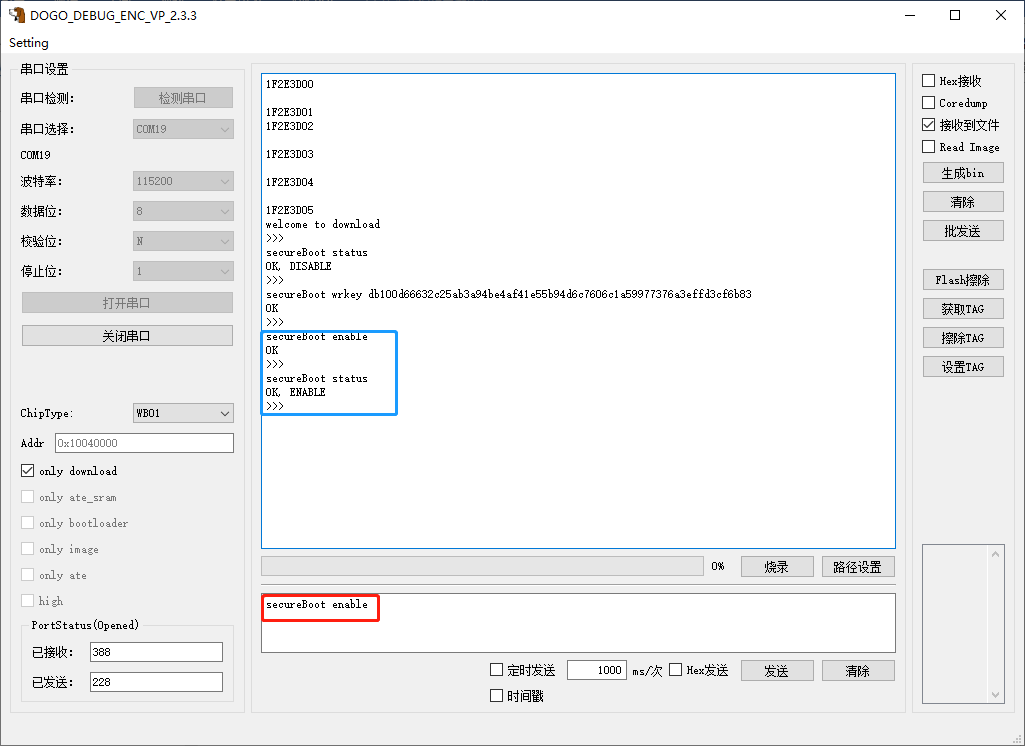 DOGO_DEBUG_ENC_VP_2.3.3
Setting
串口设置
串口检测:
检测串口
串口选择:
COM19
COM19
波特率:
115200
数据位:
8
校验位:
N
停止位:
1
打开串口
关闭串口
ChipType:
WB01
Addr
0x10040000
only download
only ate_sram
only bootloader
only image
only ate
high
PortStatus(Opened)
已接收:
388
已发送:
228
1F2E3D00
1F2E3D01
1F2E3D02
1F2E3D03
1F2E3D04
1F2E3D05
welcome to download
>>>
secureBoot status
OK, DISABLE
>>>
secureBoot wrkey db100d66632c25ab3a94be4af41e55b94d6c7606c1a59977376a3effd3cf6b83
OK
>>>
secureBoot enable
OK
>>>
secureBoot status
OK, ENABLE
>>>
0%
烧录
路径设置
secureBoot enable
定时发送
1000
ms/次
Hex发送
发送
清除
时间戳
Hex接收
Coredump
接收到文件
Read Image
生成bin
清除
批发送
Flash擦除
获取TAG
擦除TAG
设置TAG